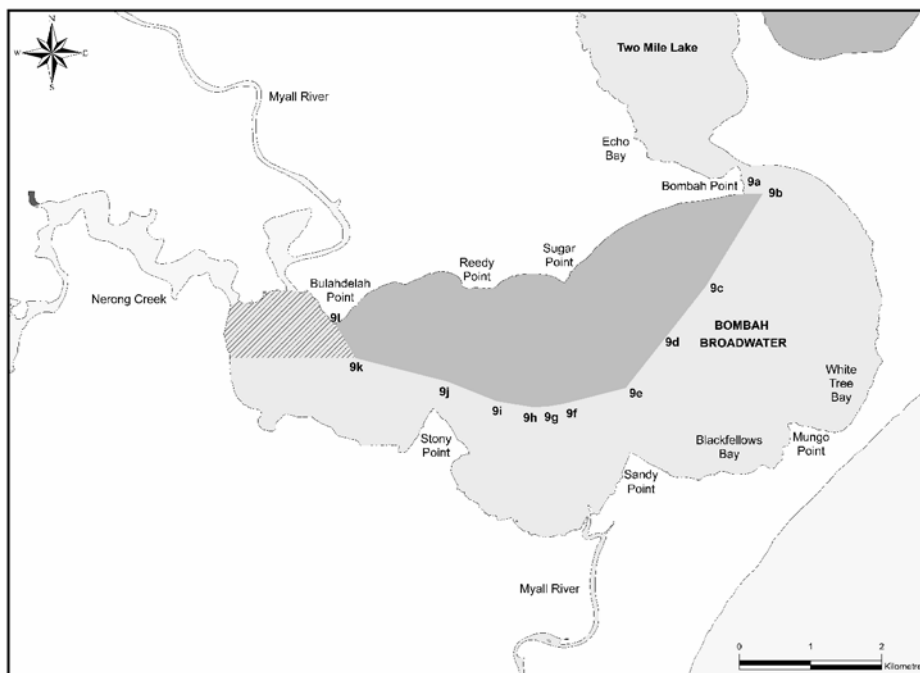 N
W
E
S
Two Mile Lake
Myall River
Echo
Bay
Bombah Point
9a
9b
Sugar
Point
Reedy
Point
Bulahdelah
Point
9l
Nerong Creek
9c
BOMBAH
BROADWATER
9d
9k
White
Tree
Bay
9j
9e
9i
9h
9g
9f
Stony
Point
Blackfellows
Bay
Mungo
Point
Sandy
Point
Myall River
0
1
2
Kilometre